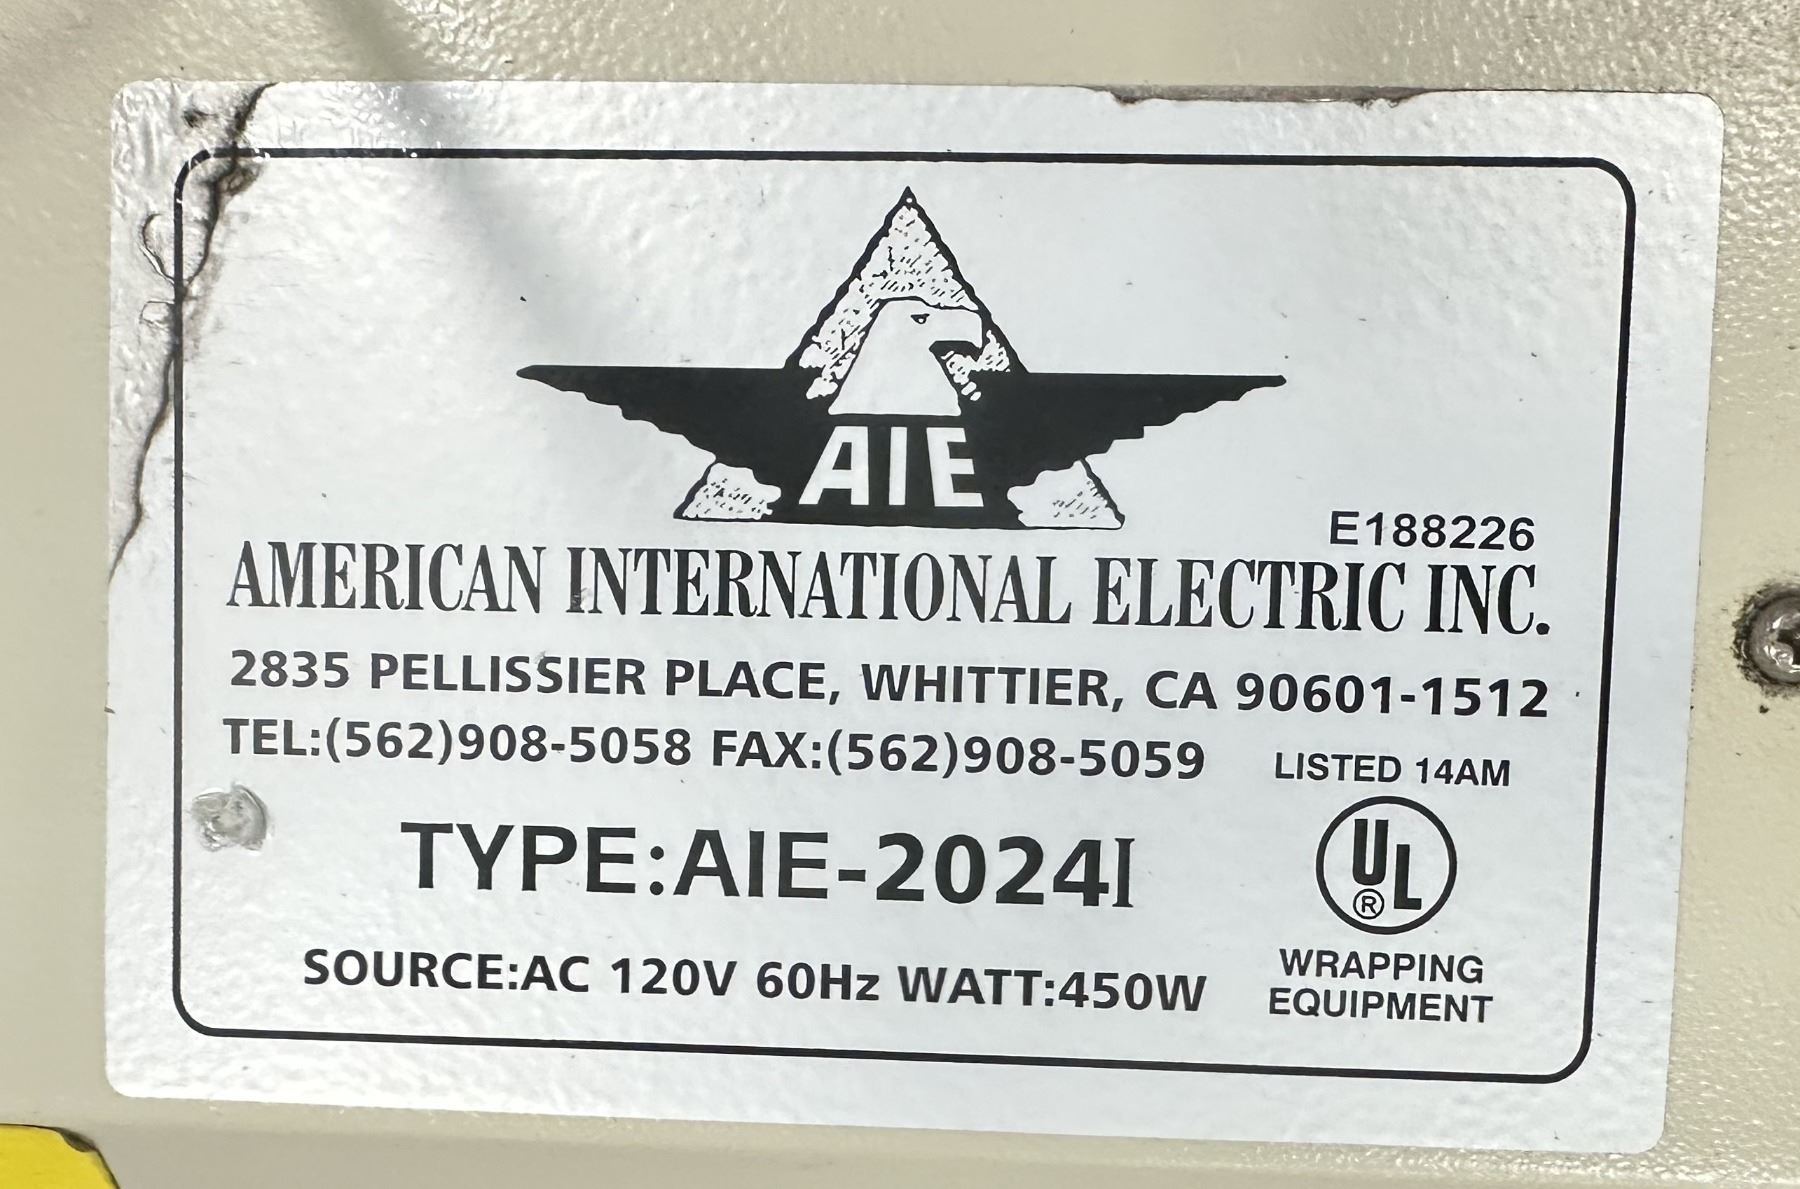 AIE
E188226
AMERICAN INTERNATIONAL ELECTRIC INC.
2835 PELLISSIER PLACE, WHITTIER, CA 90601-1512
TEL:(562)908-5058 FAX:(562)908-5059
LISTED 14AM
TYPE:AIE-2024I
UL ®
SOURCE:AC 120V 60Hz WATT:450W
WRAPPING
EQUIPMENT